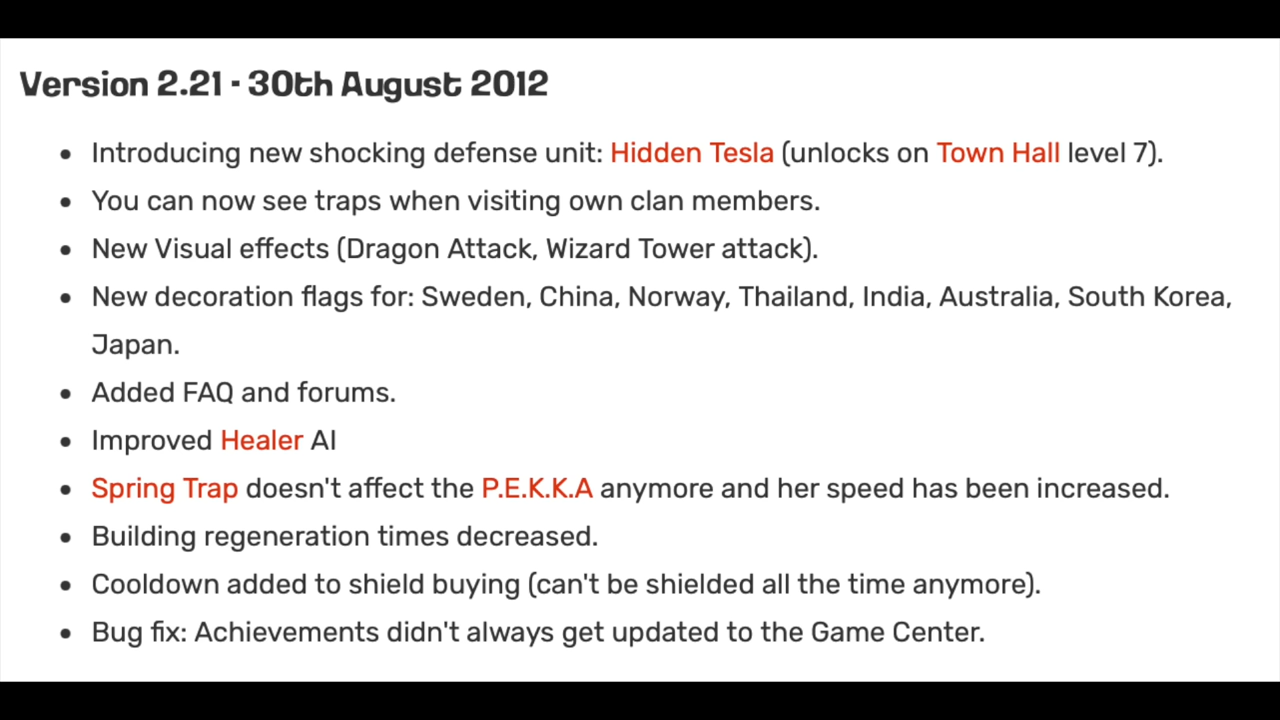 Version 2.21 - 30th August 2012
• Introducing new shocking defense unit: Hidden Tesla (unlocks on Town Hall level 7).
• You can now see traps when visiting own clan members.
• New Visual effects (Dragon Attack, Wizard Tower attack).
• New decoration flags for: Sweden, China, Norway, Thailand, India, Australia, South Korea,
Japan.
• Added FAQ and forums.
• Improved Healer AI
• Spring Trap doesn't affect the P.E.K.K.A anymore and her speed has been increased.
• Building regeneration times decreased.
• Cooldown added to shield buying (can't be shielded all the time anymore).
• Bug fix: Achievements didn't always get updated to the Game Center.